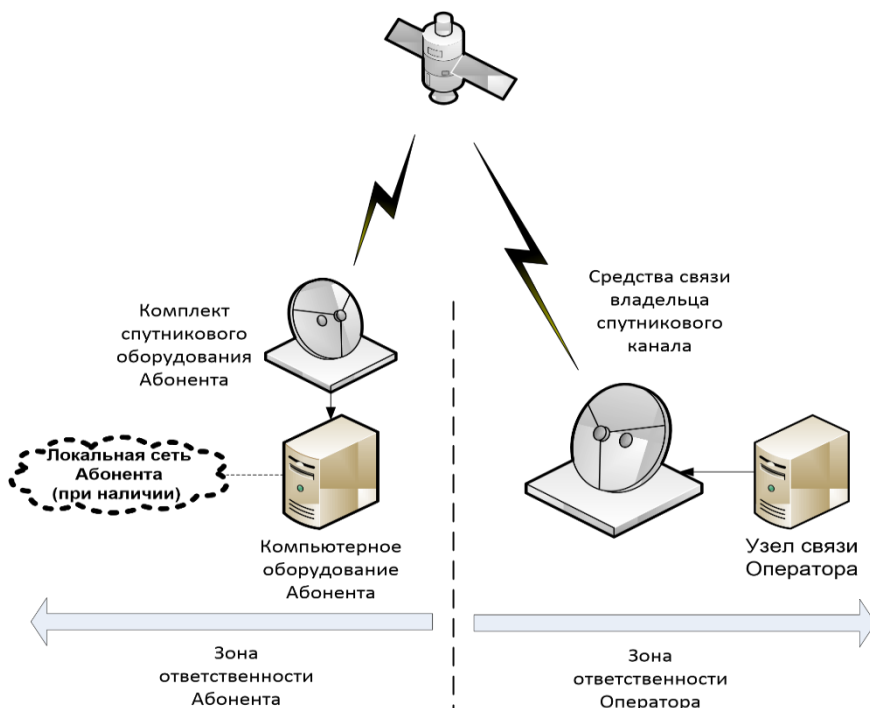 Средства связи
владельца
спутникового
канала
Комплект
спутникового
оборудования
Абонента
Локальная сеть
Абонента
(при наличии)
Компьютерное
оборудование
Абонента
Узел связи
Оператора
Зона
ответственности
Абонента
Зона
ответственности
Оператора